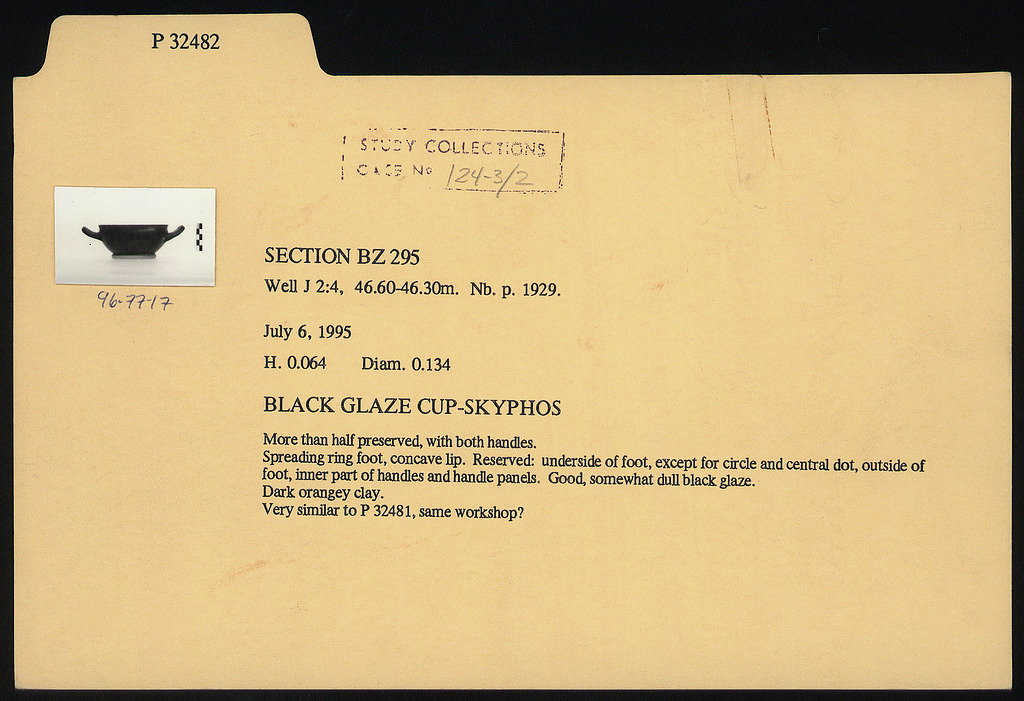 P 32482
STUDY COLLECTIONS
CASE No 124-3/2
96-77-17
SECTION BZ 295
Well J 2:4, 46.60-46.30m. Nb. p. 1929.
July 6, 1995
H. 0.064 Diam. 0.134
BLACK GLAZE CUP-SKYPHOS
More than half preserved, with both handles.
Spreading ring foot, concave lip. Reserved: underside of foot, except for circle and central dot, outside of
foot, inner part of handles and handle panels. Good, somewhat dull black glaze.
Dark orangey clay.
Very similar to P 32481, same workshop?